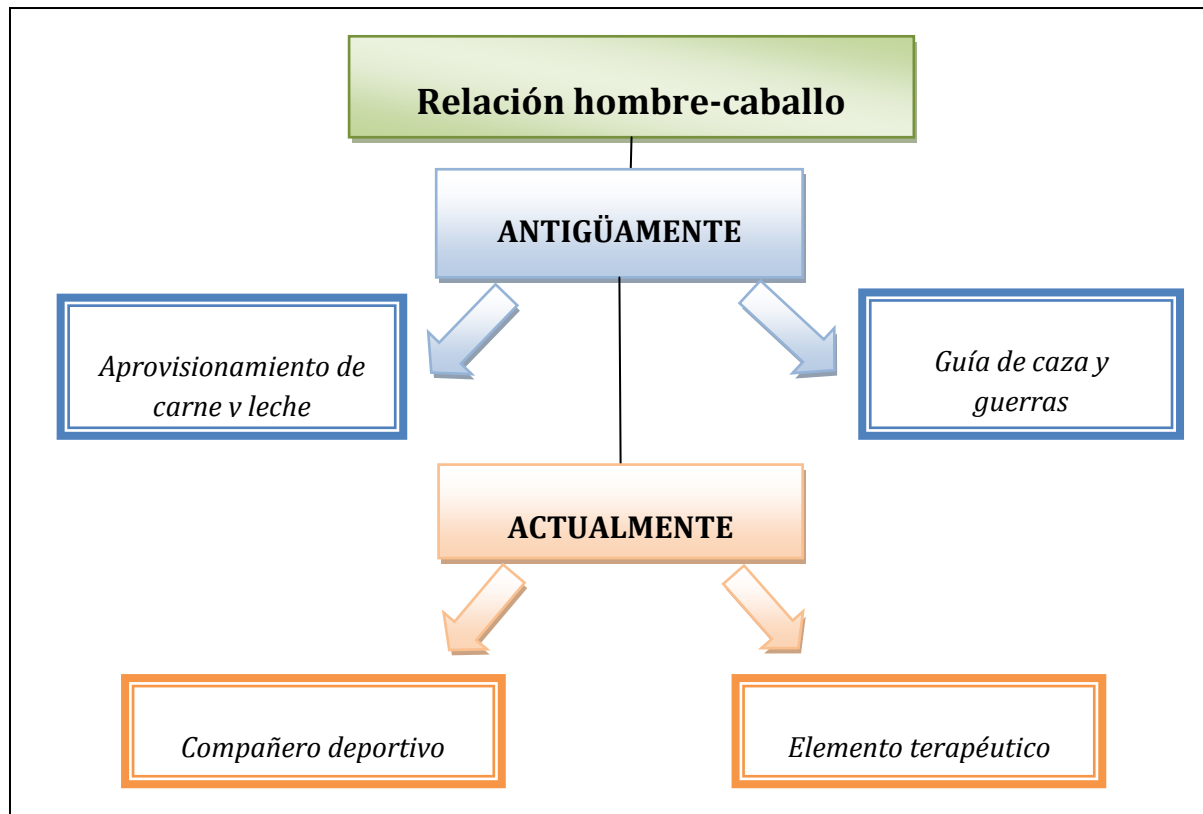 Relación hombre-caballo
ANTIGÜAMENTE
Aprovisionamiento de
carne y leche
Guía de caza y
guerras
ACTUALMENTE
Compañero deportivo
Elemento terapéutico